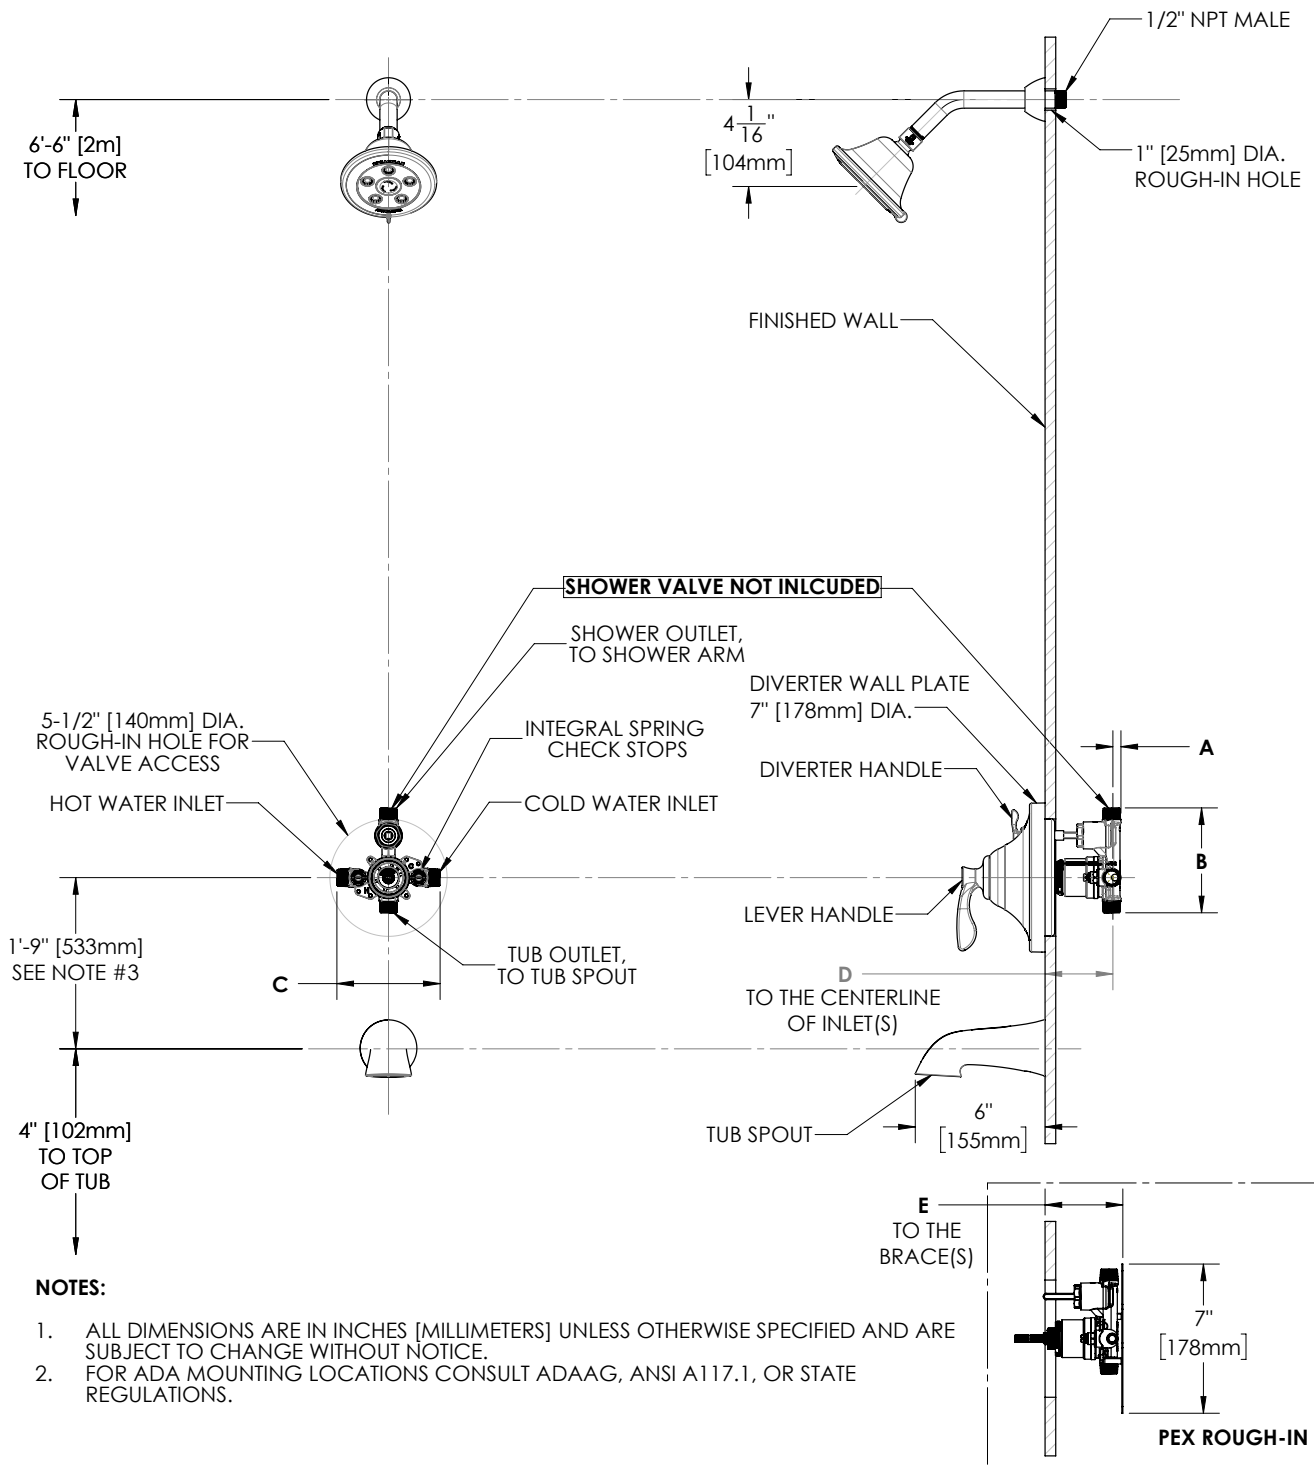 1/2" NPT MALE
6'-6" [2m]
TO FLOOR
4 1/16"
[104mm]
1" [25mm] DIA.
ROUGH-IN HOLE
FINISHED WALL
SHOWER VALVE NOT INLCUDED
SHOWER OUTLET,
TO SHOWER ARM
DIVERTER WALL PLATE
7" [178mm] DIA.
5-1/2" [140mm] DIA.
ROUGH-IN HOLE FOR
VALVE ACCESS
INTEGRAL SPRING
CHECK STOPS
A
DIVERTER HANDLE
HOT WATER INLET
COLD WATER INLET
B
LEVER HANDLE
1'-9" [533mm]
SEE NOTE #3
TUB OUTLET,
TO TUB SPOUT
C
D
TO THE CENTERLINE
OF INLET(S)
6"
[155mm]
TUB SPOUT
4" [102mm]
TO TOP
OF TUB
E
TO THE
BRACE(S)
7"
[178mm]
PEX ROUGH-IN
NOTES:
1. ALL DIMENSIONS ARE IN INCHES [MILLIMETERS] UNLESS OTHERWISE SPECIFIED AND ARE
SUBJECT TO CHANGE WITHOUT NOTICE.
2. FOR ADA MOUNTING LOCATIONS CONSULT ADAAG, ANSI A117.1, OR STATE
REGULATIONS.